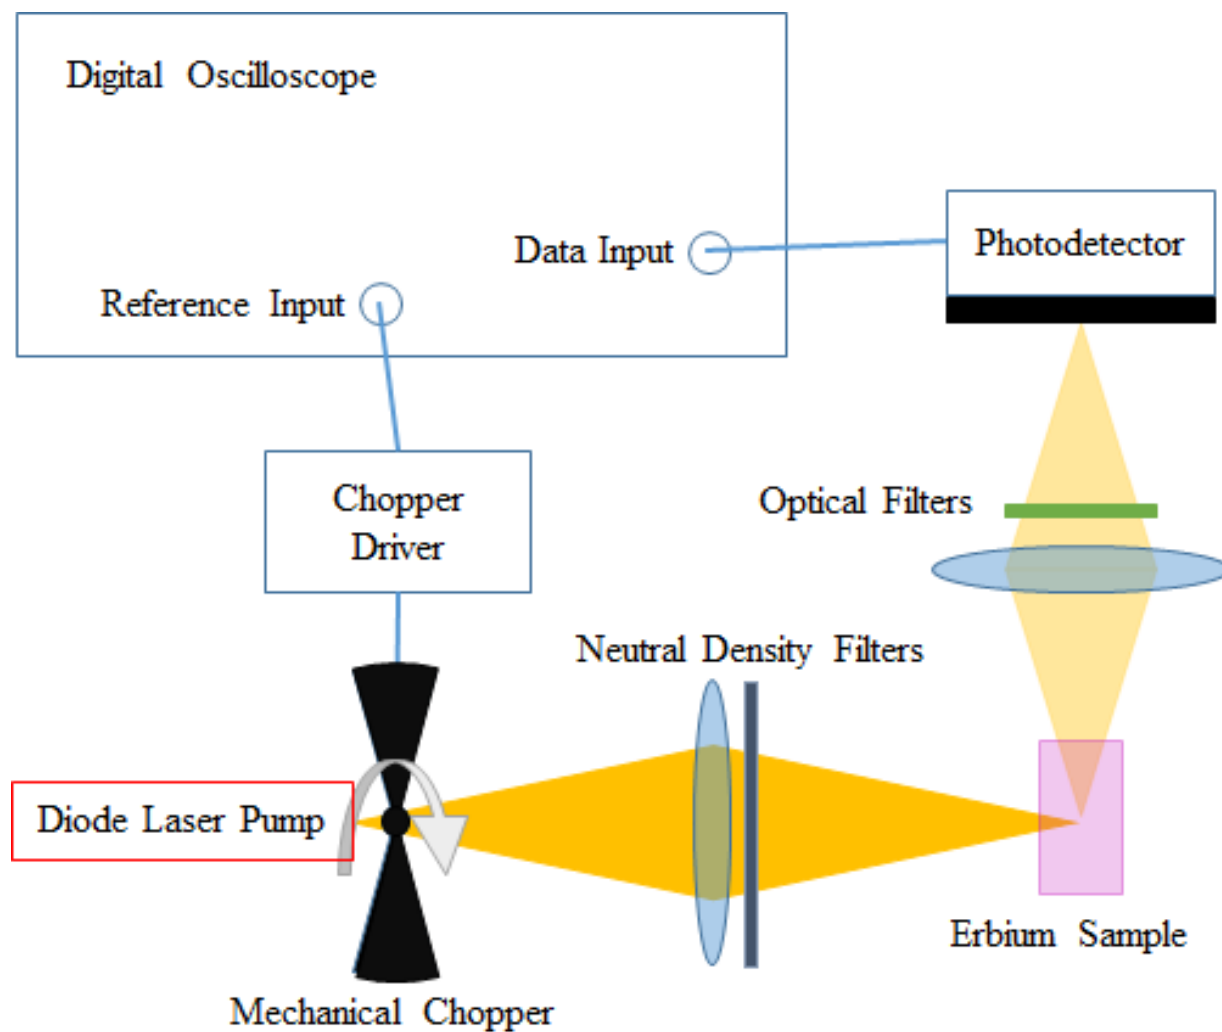 Digital Oscilloscope
Data Input
Photodetector
Reference Input
Chopper
Driver
Optical Filters
Neutral Density Filters
Diode Laser Pump
Erbium Sample
Mechanical Chopper